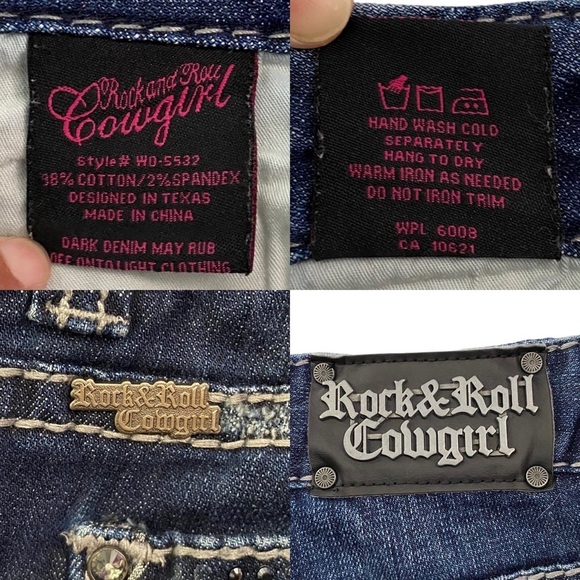 Rock and Roll
Cowgirl
Style# WO-5532
98% COTTON/2% SPANDEX
DESIGNED IN TEXAS
MADE IN CHINA
DARK DENIM MAY RUB
OFF ONTO LIGHT CLOTHING
HAND WASH COLD
SEPARATELY
HANG TO DRY
WARM IRON AS NEEDED
DO NOT IRON TRIM
WPL 6008
CA 10621
Rock&Roll
Cowgirl
Rock&Roll
Cowgirl